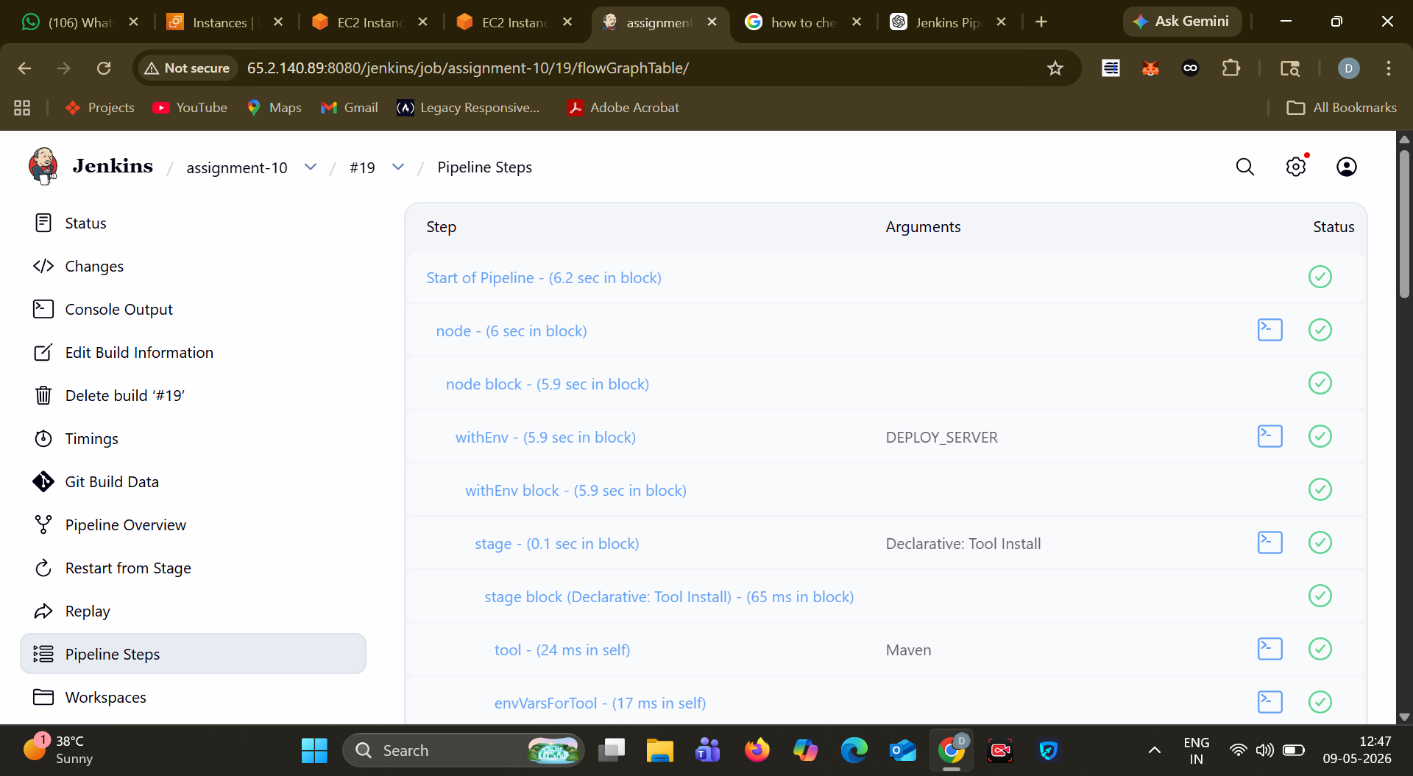 (106) What
Instances |
EC2 Instanc
EC2 Instanc
assignment
how to che
Jenkins Pip
Ask Gemini
Not secure
65.2.140.89:8080/jenkins/job/assignment-10/19/flowGraphTable/
D
Projects
YouTube
Maps
Gmail
Legacy Responsive...
Adobe Acrobat
All Bookmarks
Jenkins / assignment-10 / #19 / Pipeline Steps
Status
Changes
Console Output
Edit Build Information
Delete build ‘#19’
Timings
Git Build Data
Pipeline Overview
Restart from Stage
Replay
Pipeline Steps
Workspaces
Step Arguments Status
Start of Pipeline - (6.2 sec in block)
node - (6 sec in block)
node block - (5.9 sec in block)
withEnv - (5.9 sec in block) DEPLOY_SERVER
withEnv block - (5.9 sec in block)
stage - (0.1 sec in block) Declarative: Tool Install
stage block (Declarative: Tool Install) - (65 ms in block)
tool - (24 ms in self) Maven
envVarsForTool - (17 ms in self)
1
38°C
Sunny
Search
D
ENG
IN
12:47
09-05-2026